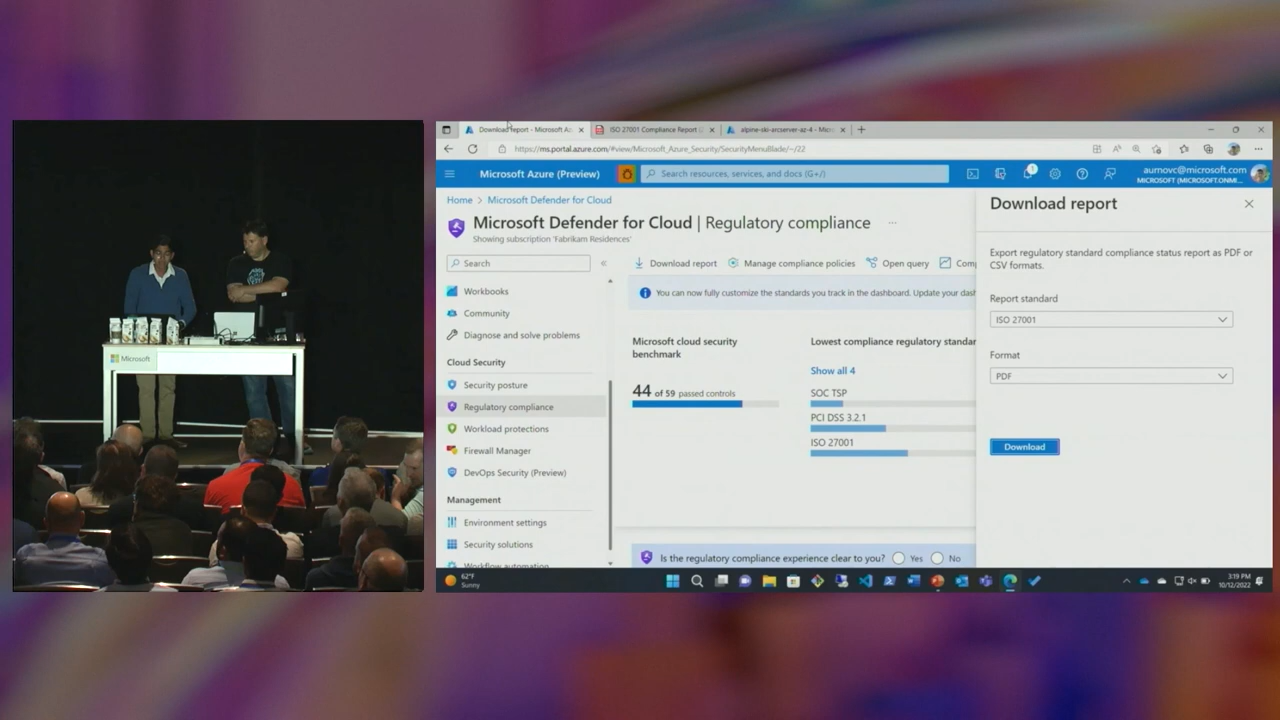 Microsoft
Download report - Microsoft Az
ISO 27001 Compliance Report
alpine-ski-arcserver-az-4 - Micr
https://ms.portal.azure.com/#view/Microsoft_Azure_Security/SecurityMenuBlade/~/22
Microsoft Azure (Preview)
Search resources, services, and docs (G+/)
1
aumovc@microsoft.com
MICROSOFT (MICROSOFT.ONMI...
Home > Microsoft Defender for Cloud
Microsoft Defender for Cloud | Regulatory compliance ...
Showing subscription 'Fabrikam Residences'
Search
«
Workbooks
Community
Diagnose and solve problems
Cloud Security
Security posture
Regulatory compliance
Workload protections
Firewall Manager
DevOps Security (Preview)
Management
Environment settings
Security solutions
Workflow automation
Download report
Manage compliance policies
Open query
Com
You can now fully customize the standards you track in the dashboard. Update your dash
Microsoft cloud security
benchmark
44 of 59 passed controls
Lowest compliance regulatory standar
Show all 4
SOC TSP
PCI DSS 3.2.1
ISO 27001
Is the regulatory compliance experience clear to you? Yes No
Download report
Export regulatory standard compliance status report as PDF or
CSV formats.
Report standard
ISO 27001
Format
PDF
Download
62°F
Sunny
3:19 PM
10/12/2022